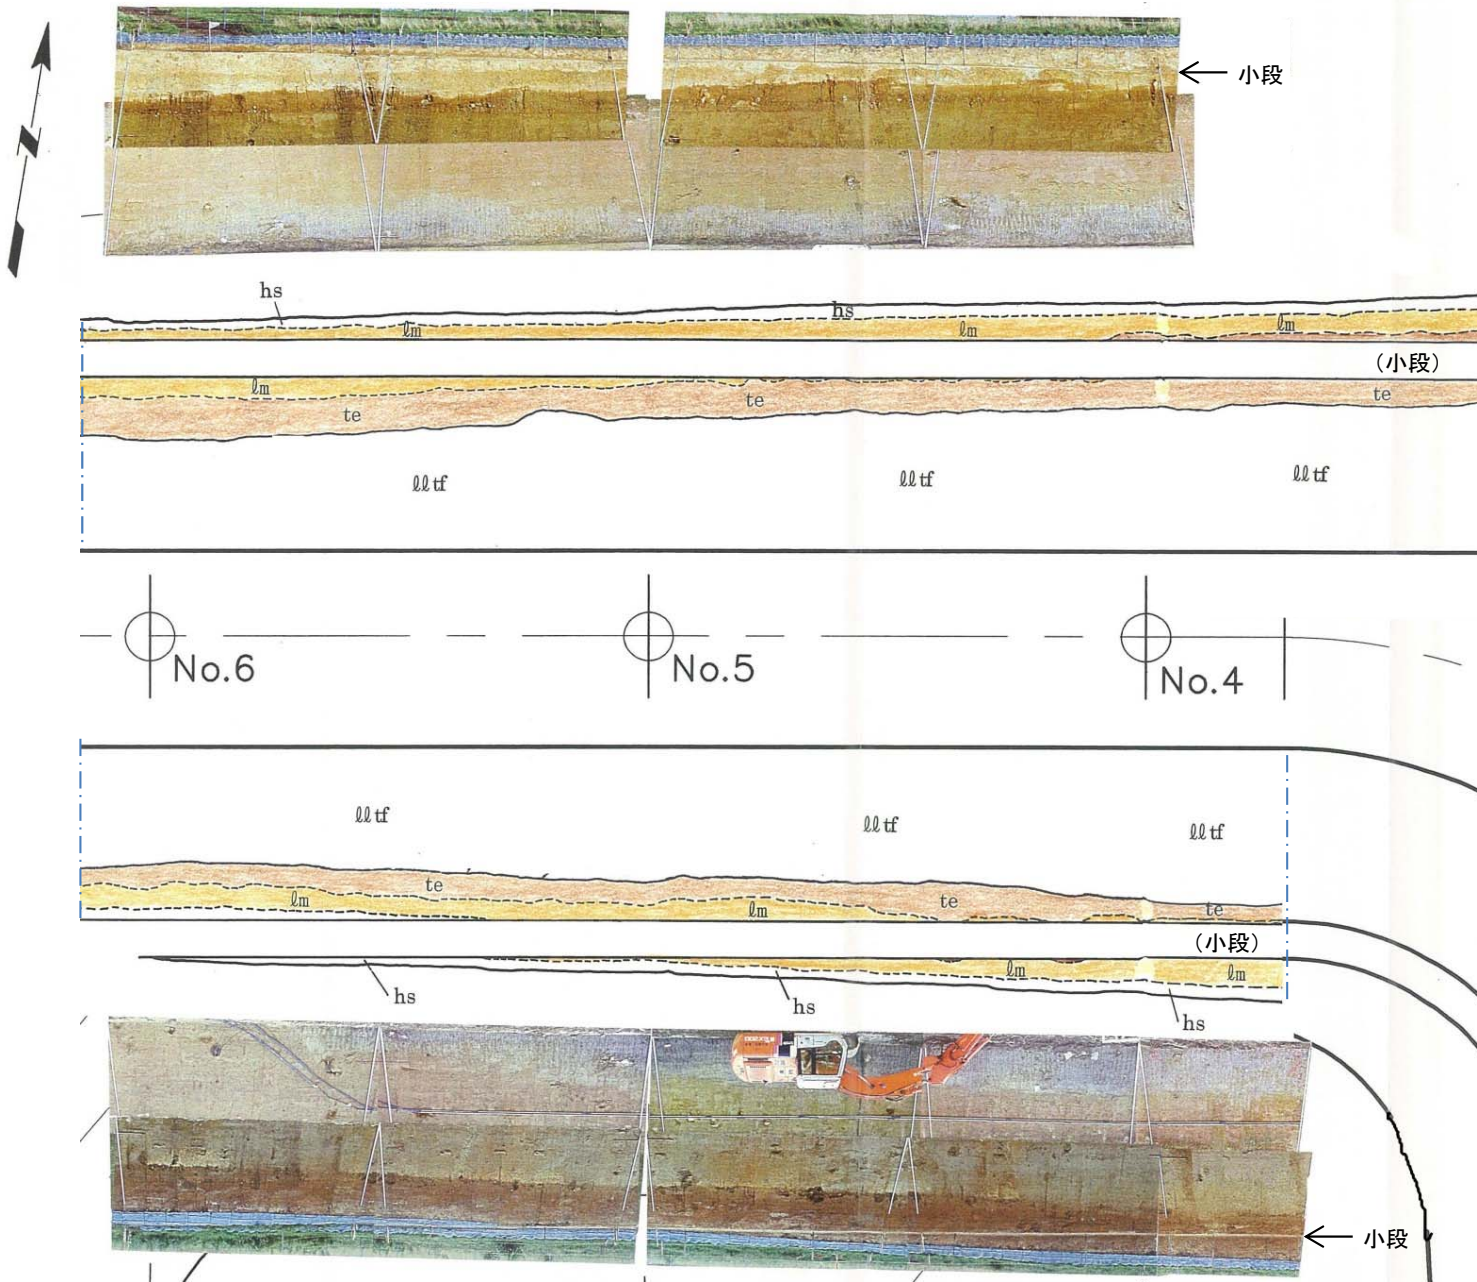 N
小段
hs
hs
ℓm
ℓm
ℓm
(小段)
ℓm
te
te
te
ℓℓtf
ℓℓtf
ℓℓtf
No.6
No.5
No.4
ℓℓtf
ℓℓtf
ℓℓtf
te
te
te
ℓm
ℓm
(小段)
ℓm
ℓm
hs
hs
hs
小段